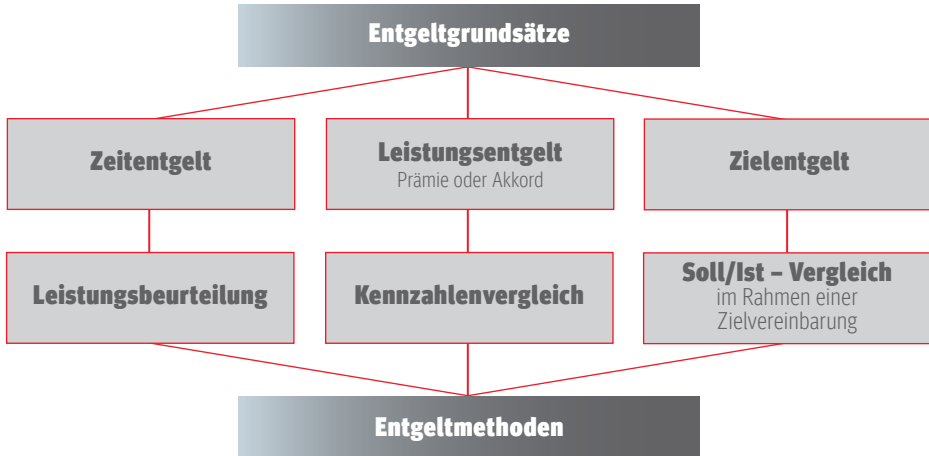 Entgeltgrundsätze
Zeitentgelt
Leistungsentgelt
Prämie oder Akkord
Zielentgelt
Leistungsbeurteilung
Kennzahlenvergleich
Soll/Ist – Vergleich
im Rahmen einer
Zielvereinbarung
Entgeltmethoden